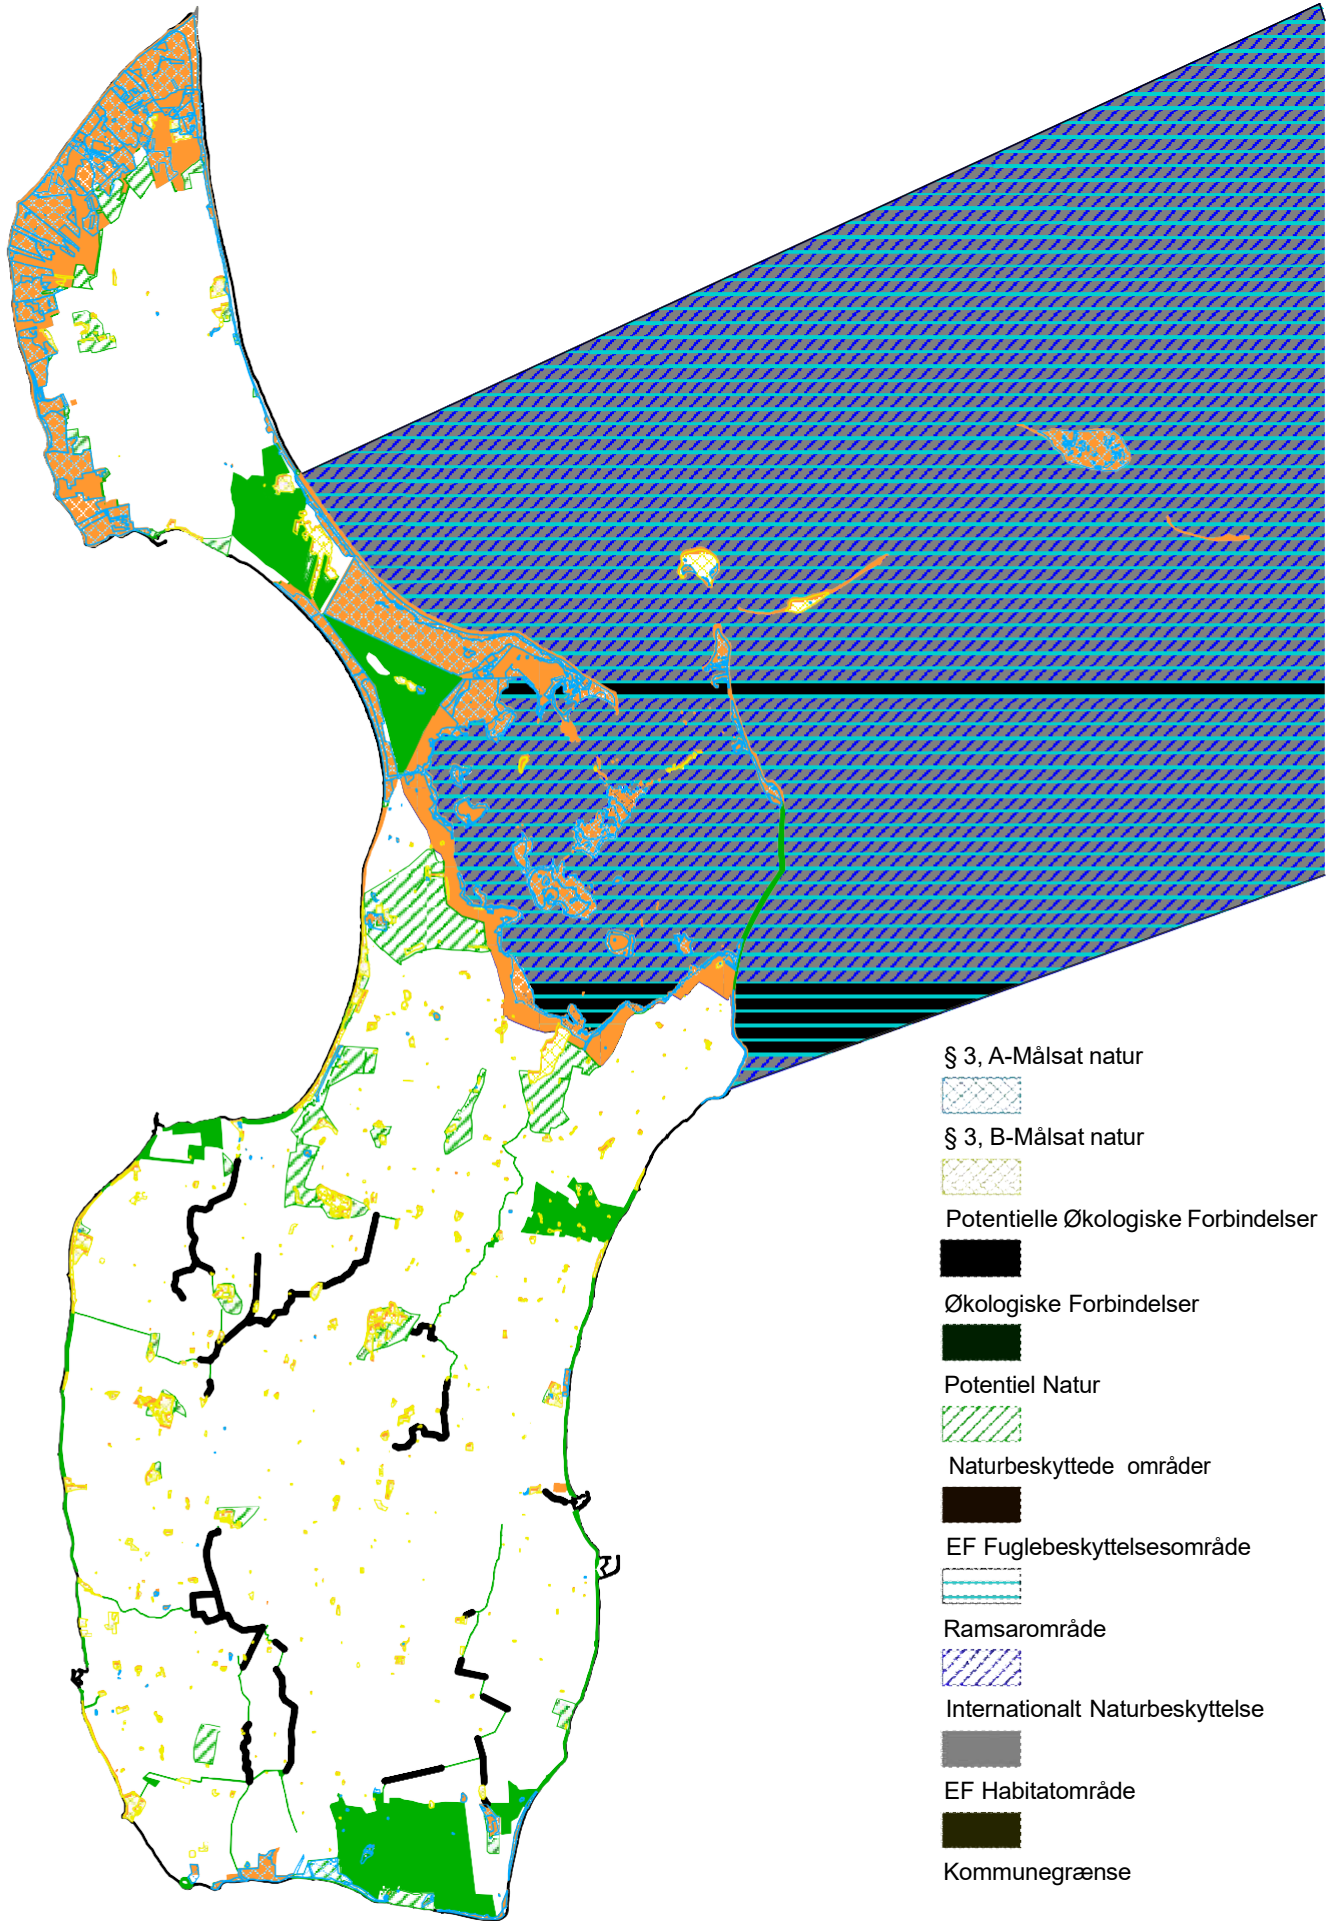 § 3, A-Målsat natur
§ 3, B-Målsat natur
Potentielle Økologiske Forbindelser
Økologiske Forbindelser
Potentiel Natur
Naturbeskyttede områder
EF Fuglebeskyttelsesområde
Ramsarområde
Internationalt Naturbeskyttelse
EF Habitatområde
Kommunegrænse